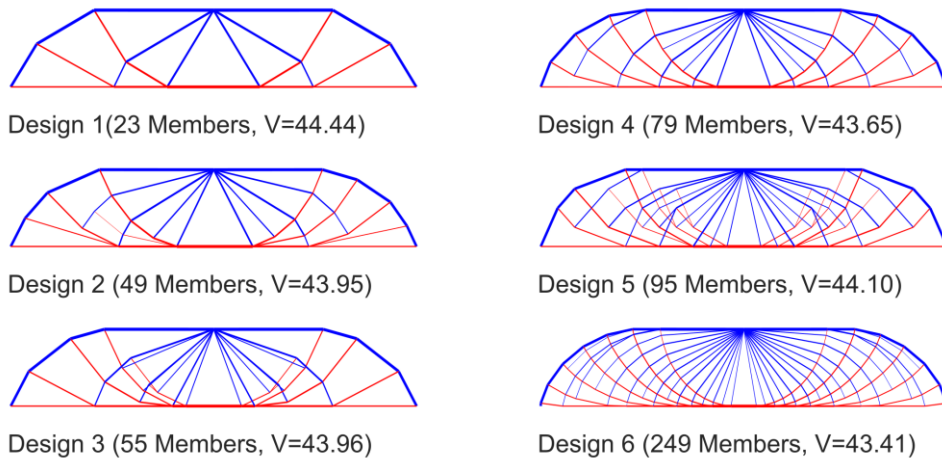 Design 1(23 Members, V=44.44)
Design 4 (79 Members, V=43.65)
Design 2 (49 Members, V=43.95)
Design 5 (95 Members, V=44.10)
Design 3 (55 Members, V=43.96)
Design 6 (249 Members, V=43.41)